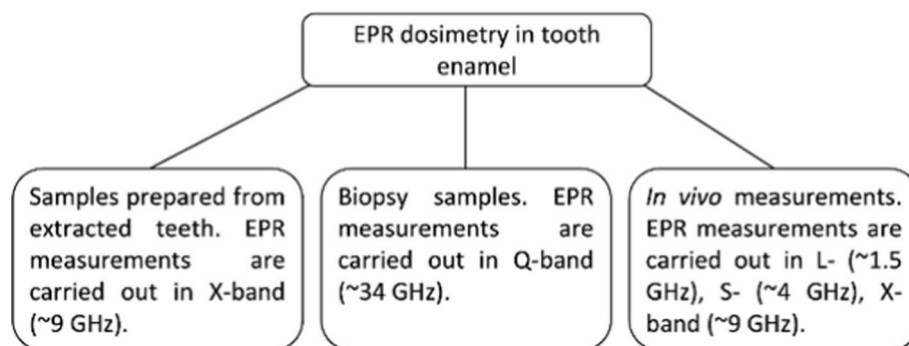 EPR dosimetry in tooth
enamel
Samples prepared from
extracted teeth. EPR
measurements are
carried out in X-band
(~9 GHz).
Biopsy samples. EPR
measurements are
carried out in Q-band
(~34 GHz).
In vivo measurements.
EPR measurements are
carried out in L- (~1.5
GHz), S- (~4 GHz), X-
band (~9 GHz).